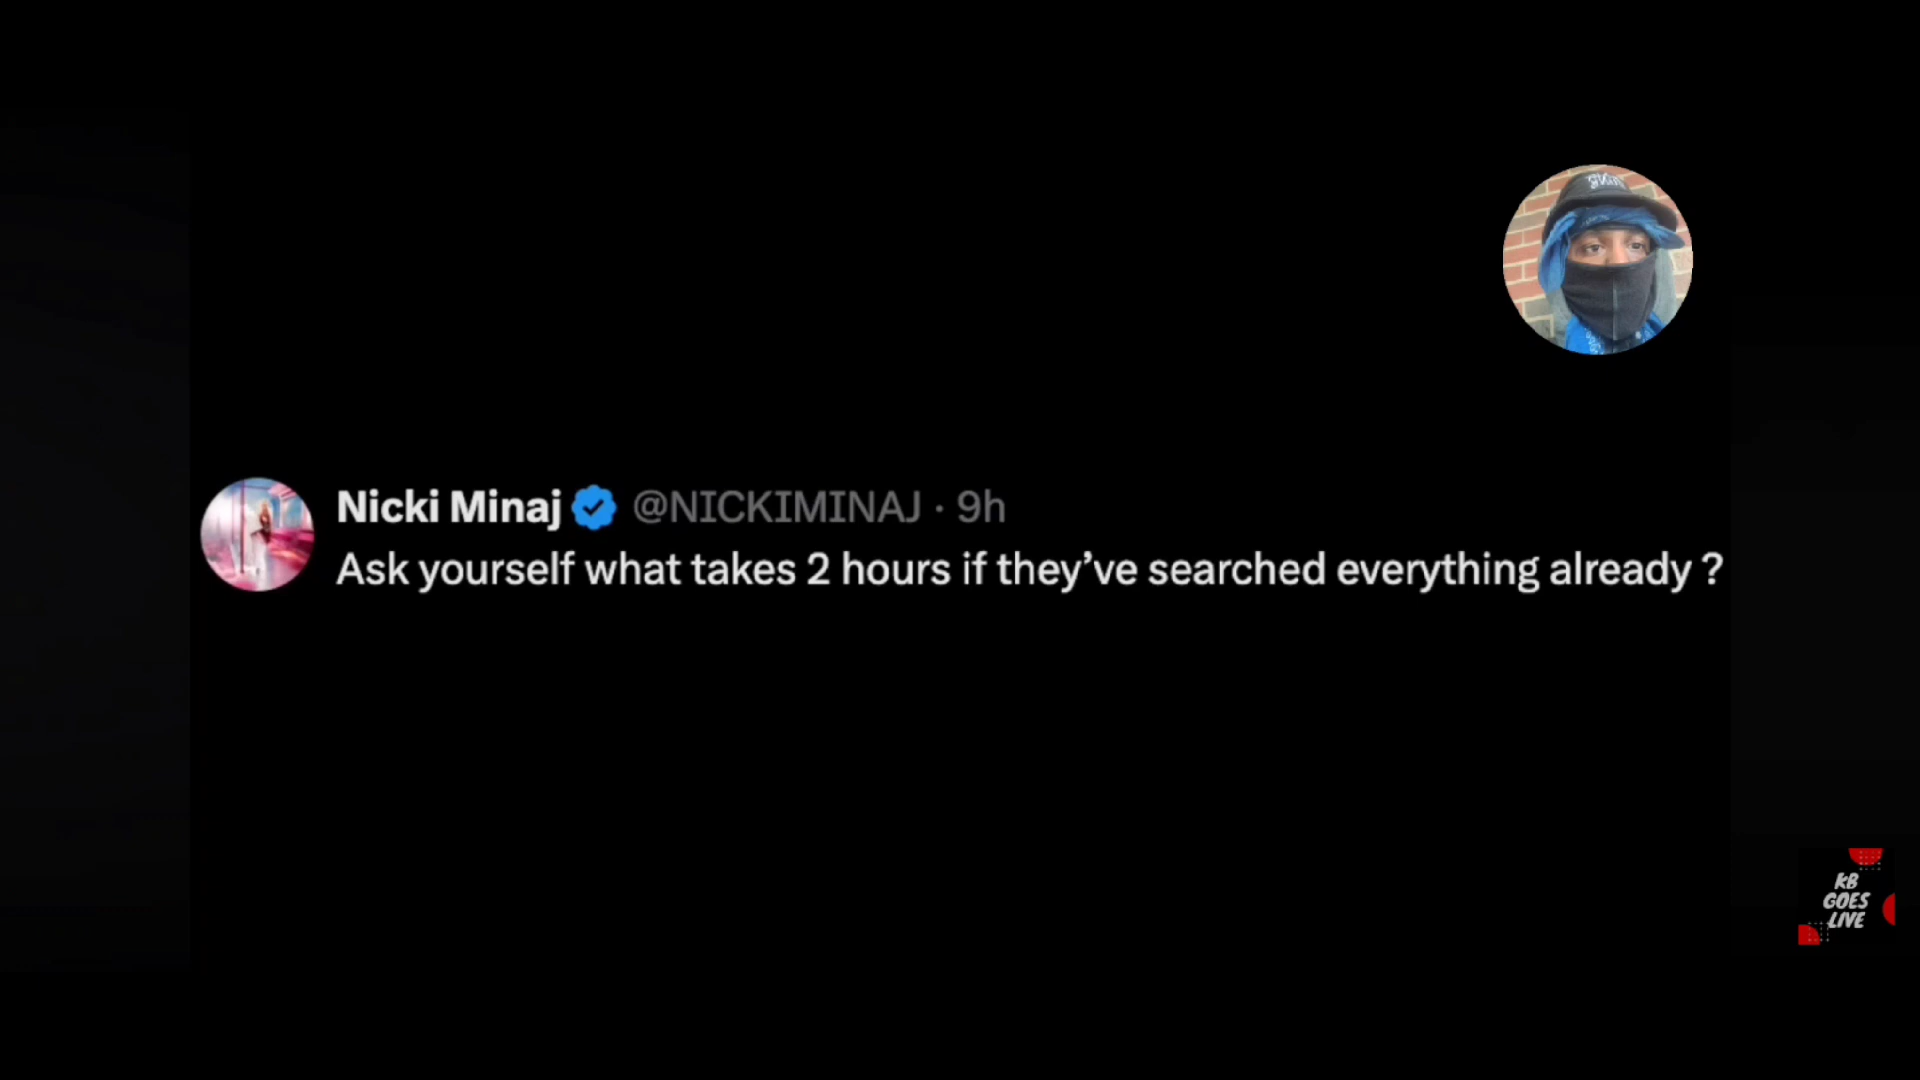 Nicki Minaj @NICKIMINAJ · 9h
Ask yourself what takes 2 hours if they’ve searched everything already ?
KB
GOES
LIVE